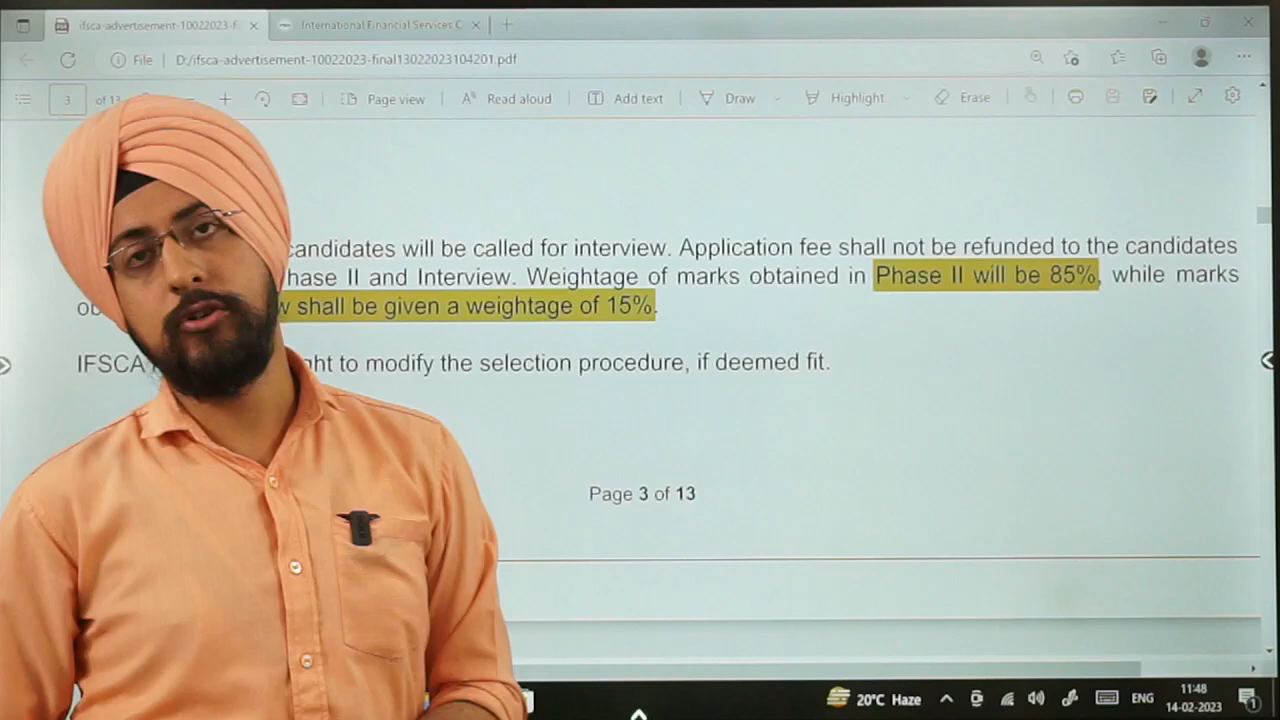 ifsca-advertisement-10022023-fi
International Financial Services C
File
D:/ifsca-advertisement-10022023-final13022023104201.pdf
3 of 13
Page view
Read aloud
Add text
Draw
Highlight
Erase
candidates will be called for interview. Application fee shall not be refunded to the candidates
hase II and Interview. Weightage of marks obtained in Phase II will be 85%, while marks
w shall be given a weightage of 15%.
IFSCA ght to modify the selection procedure, if deemed fit.
Page 3 of 13
20°C Haze
ENG
11:48
14-02-2023
1